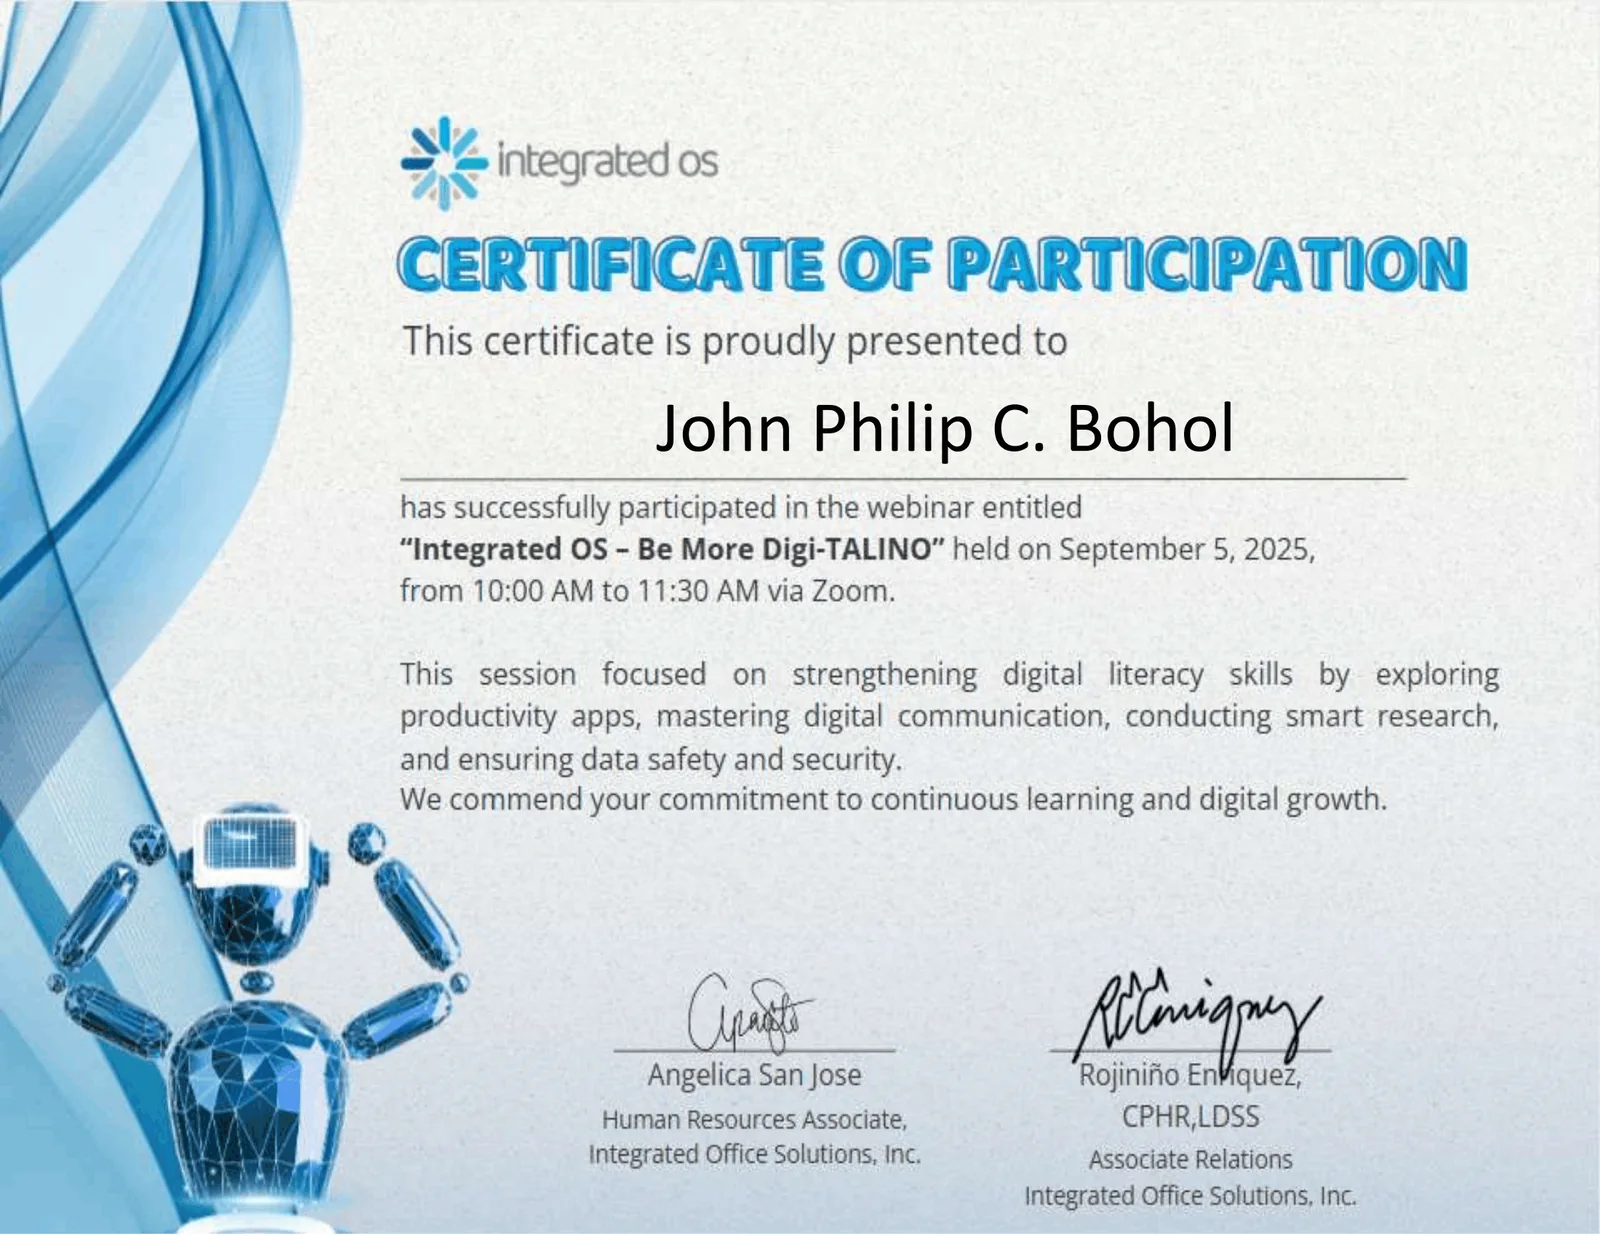 integrated os
CERTIFICATE OF PARTICIPATION
This certificate is proudly presented to
John Philip C. Bohol
has successfully participated in the webinar entitled
“Integrated OS – Be More Digi-TALINO” held on September 5, 2025,
from 10:00 AM to 11:30 AM via Zoom.
This session focused on strengthening digital literacy skills by exploring
productivity apps, mastering digital communication, conducting smart research,
and ensuring data safety and security.
We commend your commitment to continuous learning and digital growth.
Angelica San Jose
Human Resources Associate,
Integrated Office Solutions, Inc.
Rojiniño Enriquez,
CPHR,LDSS
Associate Relations
Integrated Office Solutions, Inc.